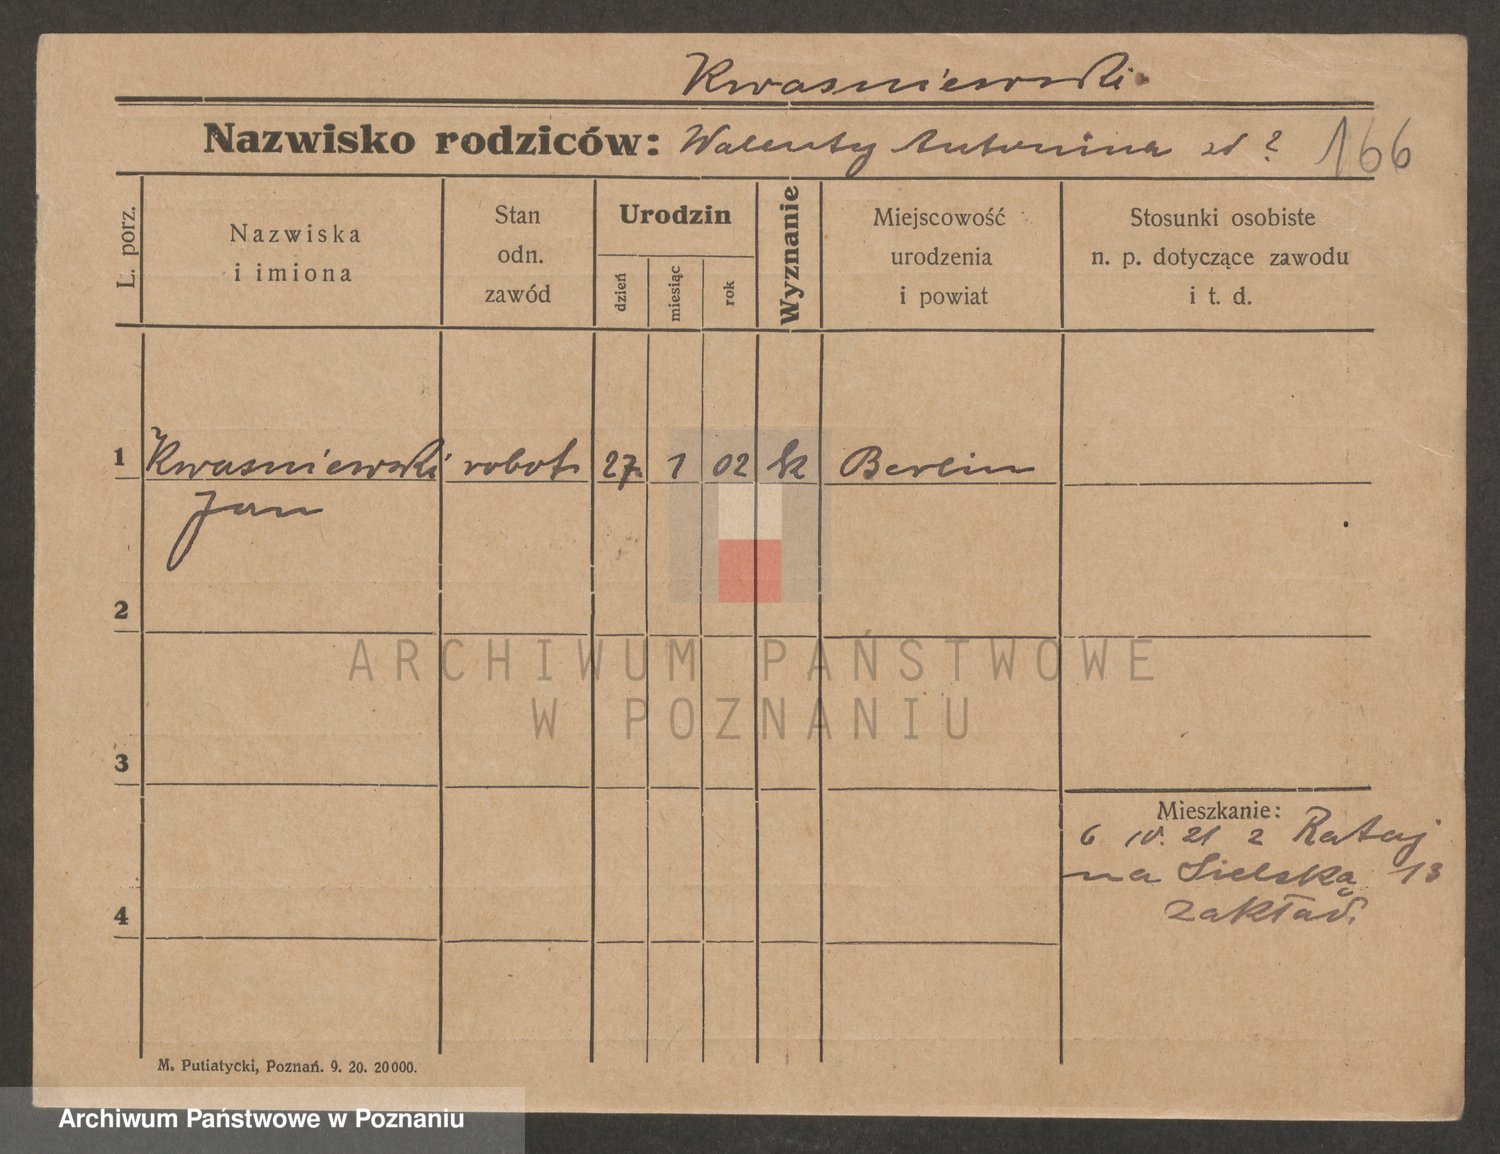 Kwasniewski
Nazwisko rodziców: Walenty Antonina zd ? 166
L. porz.
Nazwiska
i imiona
Stan
odn.
zawód
Urodzin
dzień
miesiąc
rok
Wyznanie
Miejscowość
urodzenia
i powiat
Stosunki osobiste
n. p. dotyczące zawodu
i t. d.
1 Kwasniewski robot. 27. 1 02 k Berlin
Jan
2
ARCHIWUM PAŃSTWOWE
W POZNANIU
3
Mieszkanie:
6 IV. 21 z Rataj
na Sielską 13
zakład.
4
M. Putiatycki, Poznań. 9. 20. 20000.
Archiwum Państwowe w Poznaniu